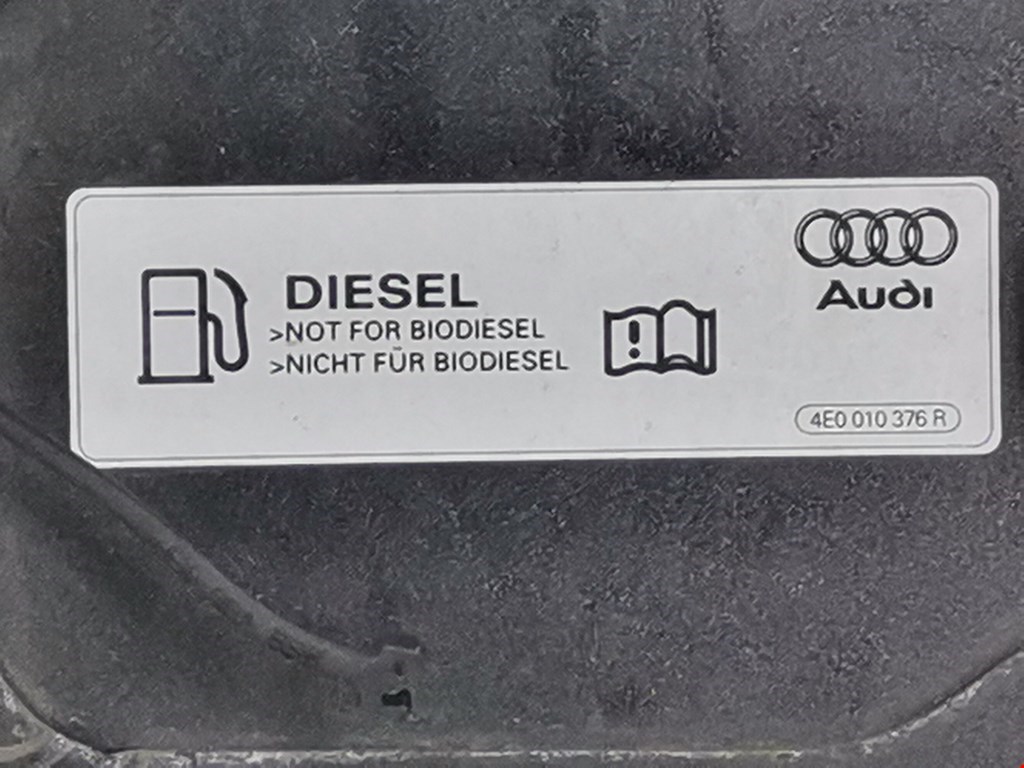 DIESEL
>NOT FOR BIODIESEL
>NICHT FÜR BIODIESEL
!
Audi
4E0 010 376 R